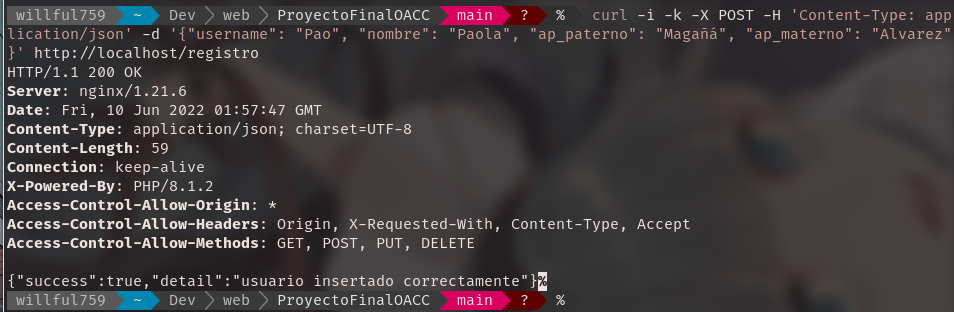 willful759 ~ Dev web ProyectoFinalOACC main ? % curl -i -k -X POST -H 'Content-Type: app
lication/json' -d '{"username": "Pao", "nombre": "Paola", "ap_paterno": "Magañá", "ap_materno": "Alvarez"
}' http://localhost/registro
HTTP/1.1 200 OK
Server: nginx/1.21.6
Date: Fri, 10 Jun 2022 01:57:47 GMT
Content-Type: application/json; charset=UTF-8
Content-Length: 59
Connection: keep-alive
X-Powered-By: PHP/8.1.2
Access-Control-Allow-Origin: *
Access-Control-Allow-Headers: Origin, X-Requested-With, Content-Type, Accept
Access-Control-Allow-Methods: GET, POST, PUT, DELETE
{"success":true,"detail":"usuario insertado correctamente"}%
willful759 ~ Dev web ProyectoFinalOACC main ? %